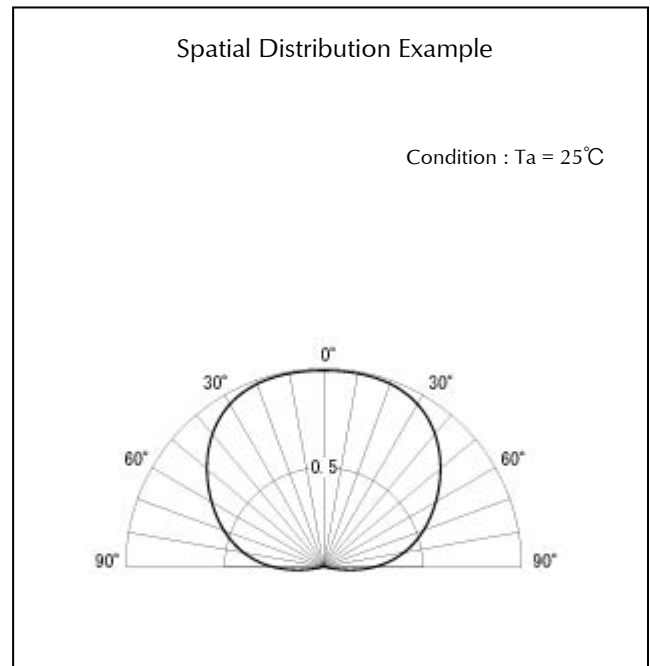 Spatial Distribution Example
Condition : Ta = 25℃
0°
30° 30°
60° 60°
0. 5
90° 90°